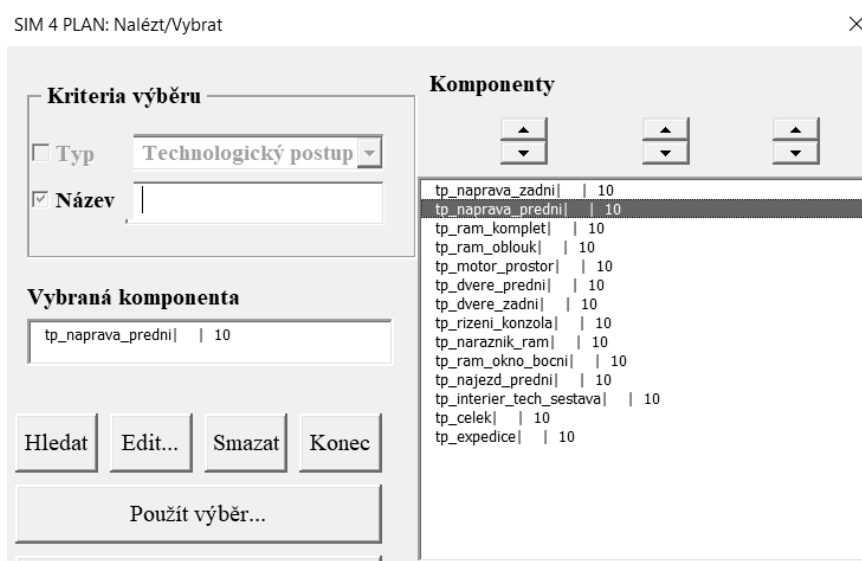 SIM 4 PLAN: Nalézt/Vybrat
Kriteria výběru
Typ
Technologický postup
Název
Vybraná komponenta
tp_naprava_predni| | 10
Hledat
Edit...
Smazat
Konec
Použít výběr...
Komponenty
tp_naprava_zadni| | 10
tp_naprava_predni| | 10
tp_ram_komplet| | 10
tp_ram_oblouk| | 10
tp_motor_prostor| | 10
tp_dvere_predni| | 10
tp_dvere_zadni| | 10
tp_rizeni_konzola| | 10
tp_naraznik_ram| | 10
tp_ram_okno_bocni| | 10
tp_najezd_predni| | 10
tp_interier_tech_sestava| | 10
tp_celek| | 10
tp_expedice| | 10